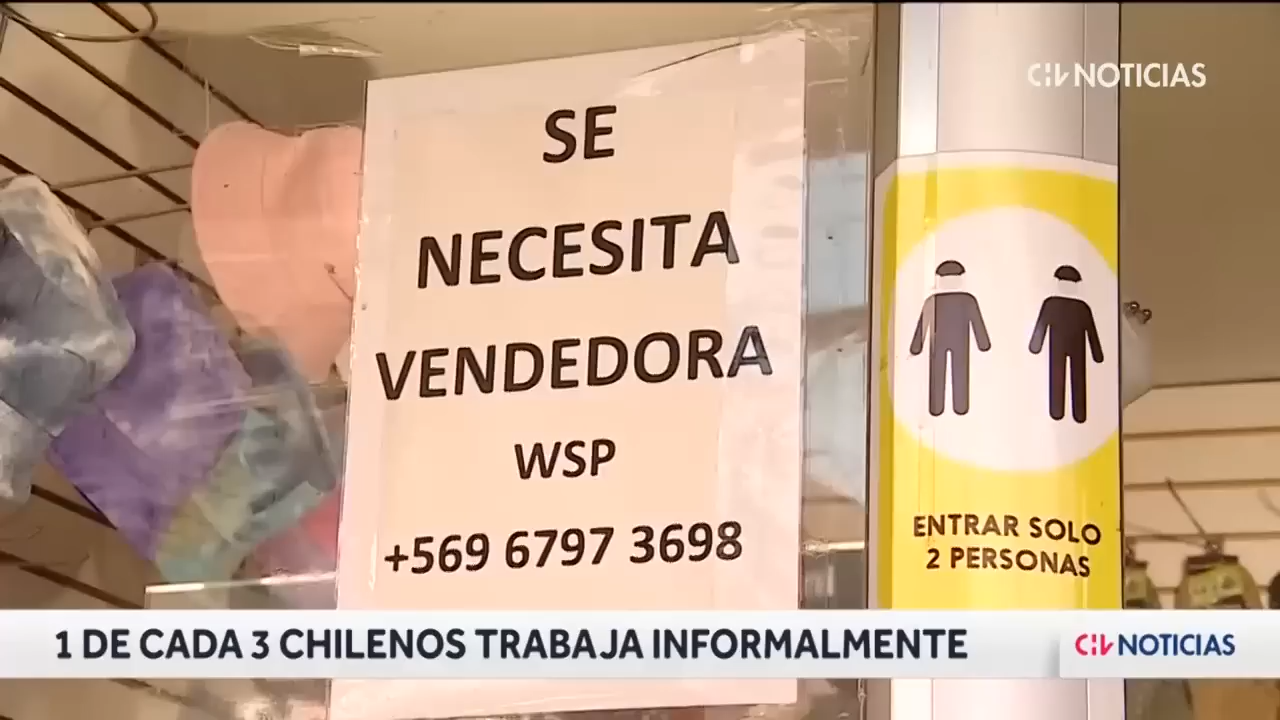 CHV NOTICIAS
SE
NECESITA
VENDEDORA
WSP
+569 6797 3698
ENTRAR SOLO
2 PERSONAS
1 DE CADA 3 CHILENOS TRABAJA INFORMALMENTE
CHV NOTICIAS